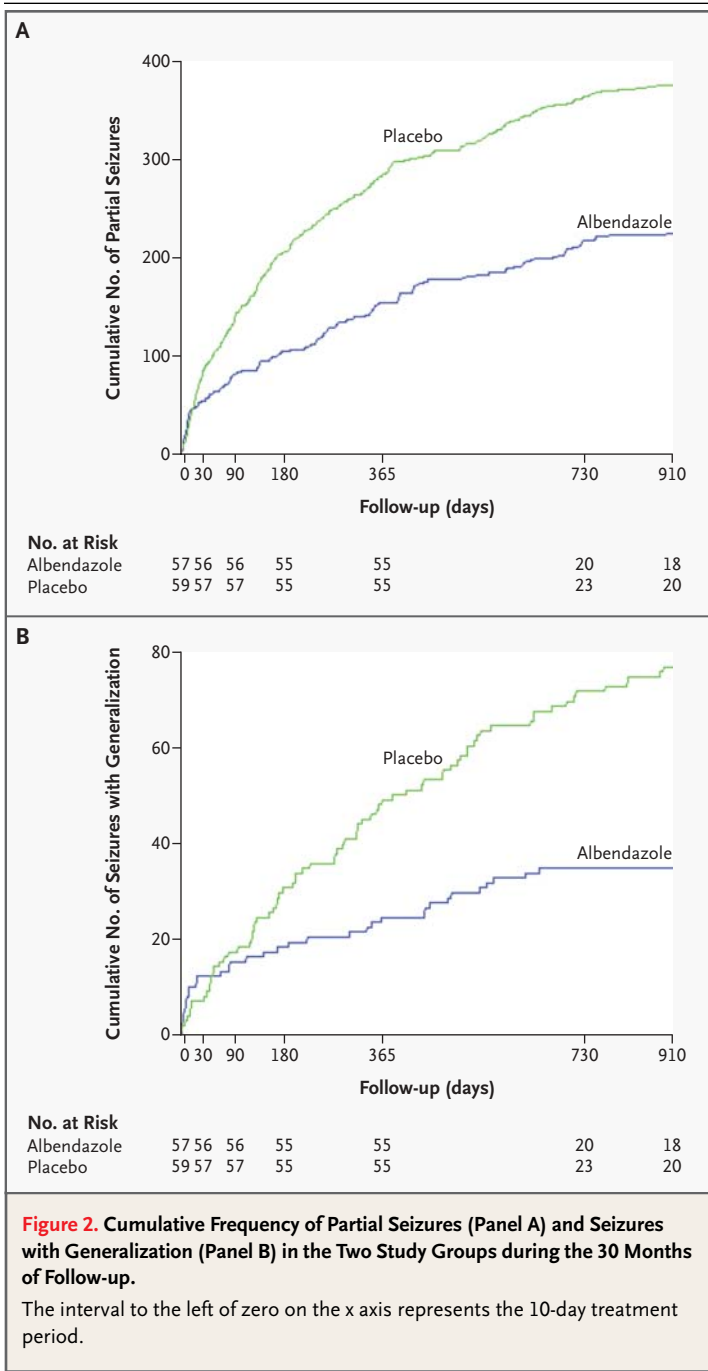 A
Cumulative No. of Partial Seizures
400
300
200
100
0
Placebo
Albendazole
0 30 90 180 365 730 910
Follow-up (days)
No. at Risk
Albendazole 57 56 56 55 55 20 18
Placebo 59 57 57 55 55 23 20
B
Cumulative No. of Seizures with Generalization
80
60
40
20
0
Placebo
Albendazole
0 30 90 180 365 730 910
Follow-up (days)
No. at Risk
Albendazole 57 56 56 55 55 20 18
Placebo 59 57 57 55 55 23 20
Figure 2. Cumulative Frequency of Partial Seizures (Panel A) and Seizures
with Generalization (Panel B) in the Two Study Groups during the 30 Months
of Follow-up.
The interval to the left of zero on the x axis represents the 10-day treatment
period.